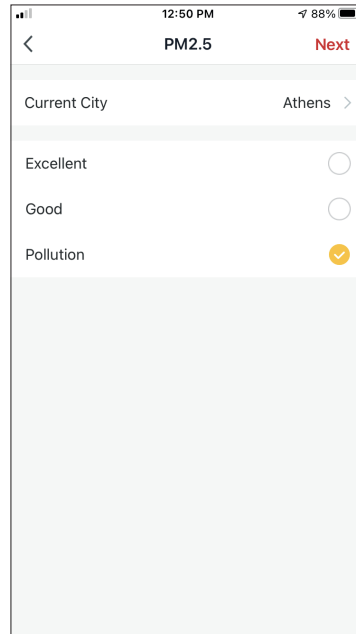 12:50 PM 88%
PM2.5 Next
Current City Athens
Excellent
Good
Pollution